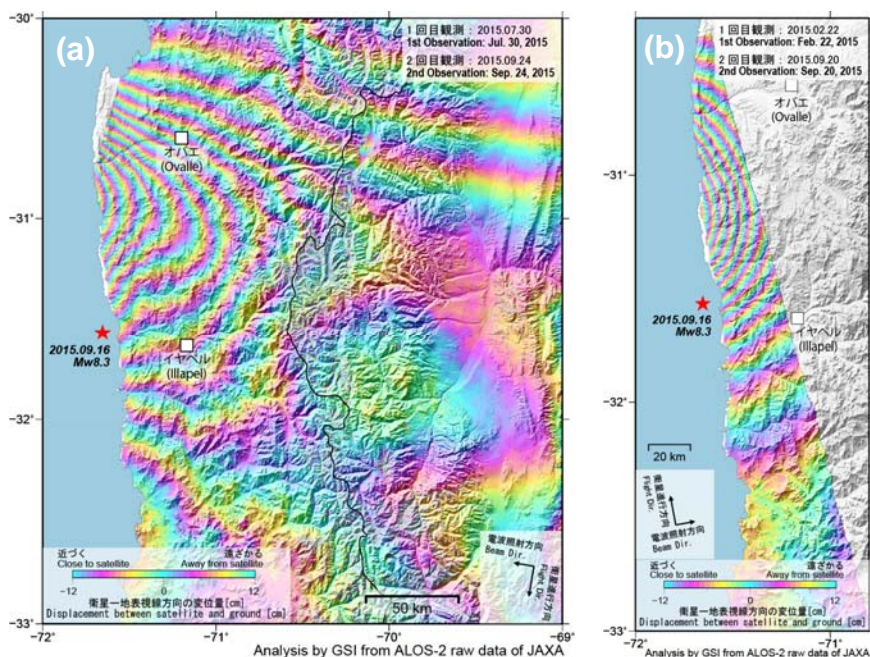 (a)
1 回目観測 : 2015.07.30
1st Observation: Jul. 30, 2015
2 回目観測 : 2015.09.24
2nd Observation: Sep. 24, 2015
-30°
-31°
-32°
-33°
オバエ
(Ovalle)
2015.09.16
Mw8.3
イヤペル
(Illapel)
近づく 遠ざかる
Close to satellite Away from satellite
-12 0 12
衛星－地表視線方向の変位量[cm]
Displacement between satellite and ground [cm]
電波照射方向
Beam Dir.
衛星進行方向
Flight Dir.
50 km
-72° -71° -70° -69°
Analysis by GSI from ALOS-2 raw data of JAXA
(b)
1 回目観測 : 2015.02.22
1st Observation: Feb. 22, 2015
2 回目観測 : 2015.09.20
2nd Observation: Sep. 20, 2015
オバエ
(Ovalle)
-31°
2015.09.16
Mw8.3
イヤペル
(Illapel)
-32°
20 km
衛星進行方向
Flight Dir.
電波照射方向
Beam Dir.
近づく 遠ざかる
Close to satellite Away from satellite
-12 0 12
衛星－地表視線方向の変位量[cm]
Displacement between satellite and ground [cm]
-33°
-72° -71°
Analysis by GSI from ALOS-2 raw data of JAXA